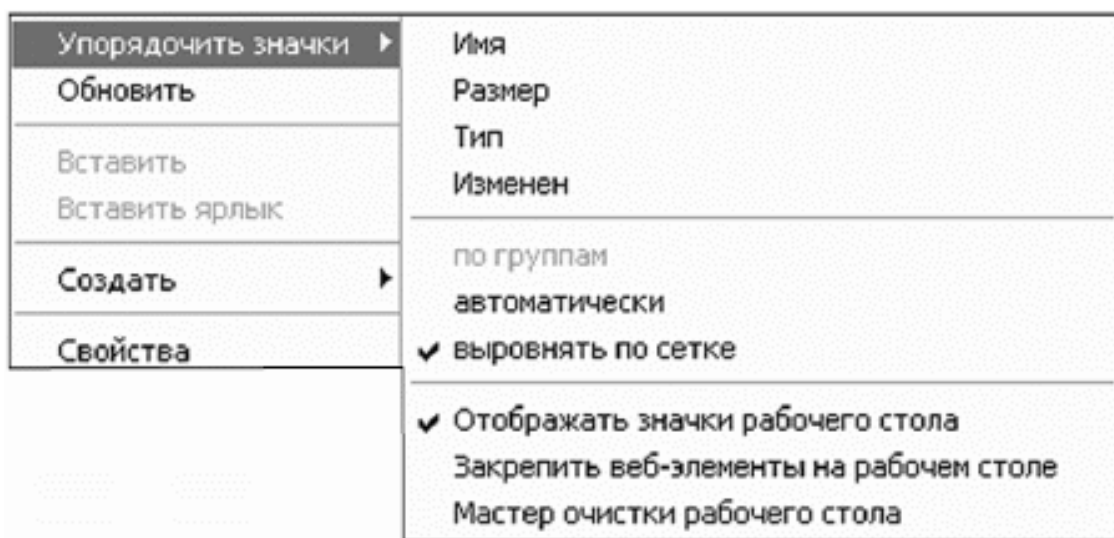 Упорядочить значки
Обновить
Вставить
Вставить ярлык
Создать
Свойства
Имя
Размер
Тип
Изменен
по группам
автоматически
выровнять по сетке
Отображать значки рабочего стола
Закрепить веб-элементы на рабочем столе
Мастер очистки рабочего стола